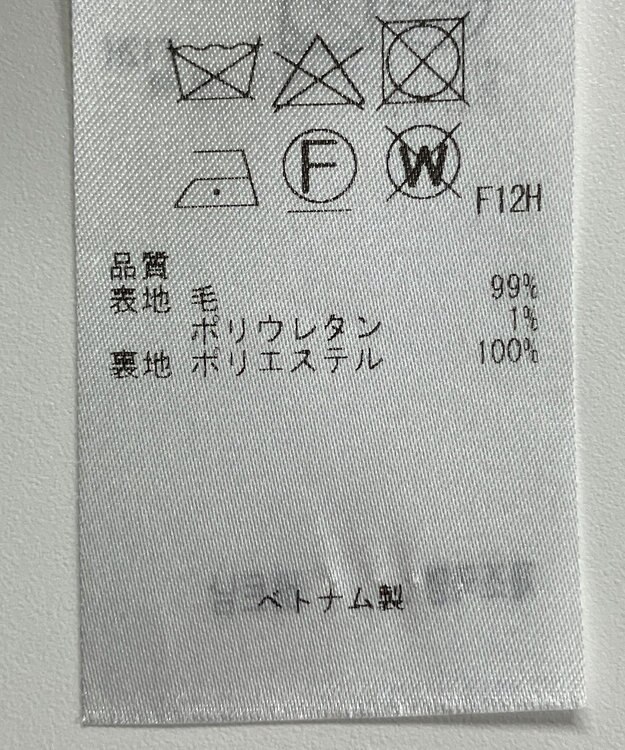 F W F12H
品質
表地 毛 99%
ポリウレタン 1%
裏地 ポリエステル 100%
ベトナム製